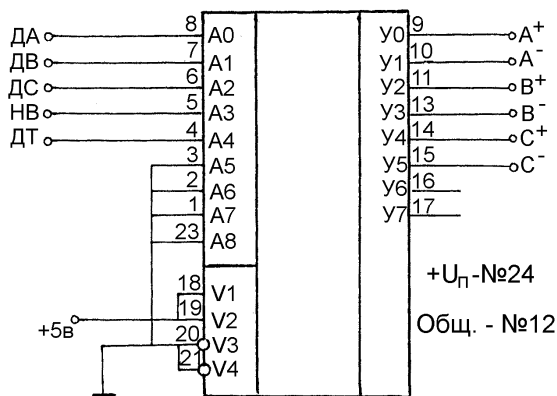 ДА 8 A0 У0 9 A+
ДВ 7 A1 У1 10 A-
ДС 6 A2 У2 11 B+
НВ 5 A3 У3 13 B-
ДТ 4 A4 У4 14 C+
3 A5 У5 15 C-
2 A6 У6 16
1 A7 У7 17
23 A8
18 V1
+5в 19 V2
20 V3
21 V4
+Uп-№24
Общ. - №12